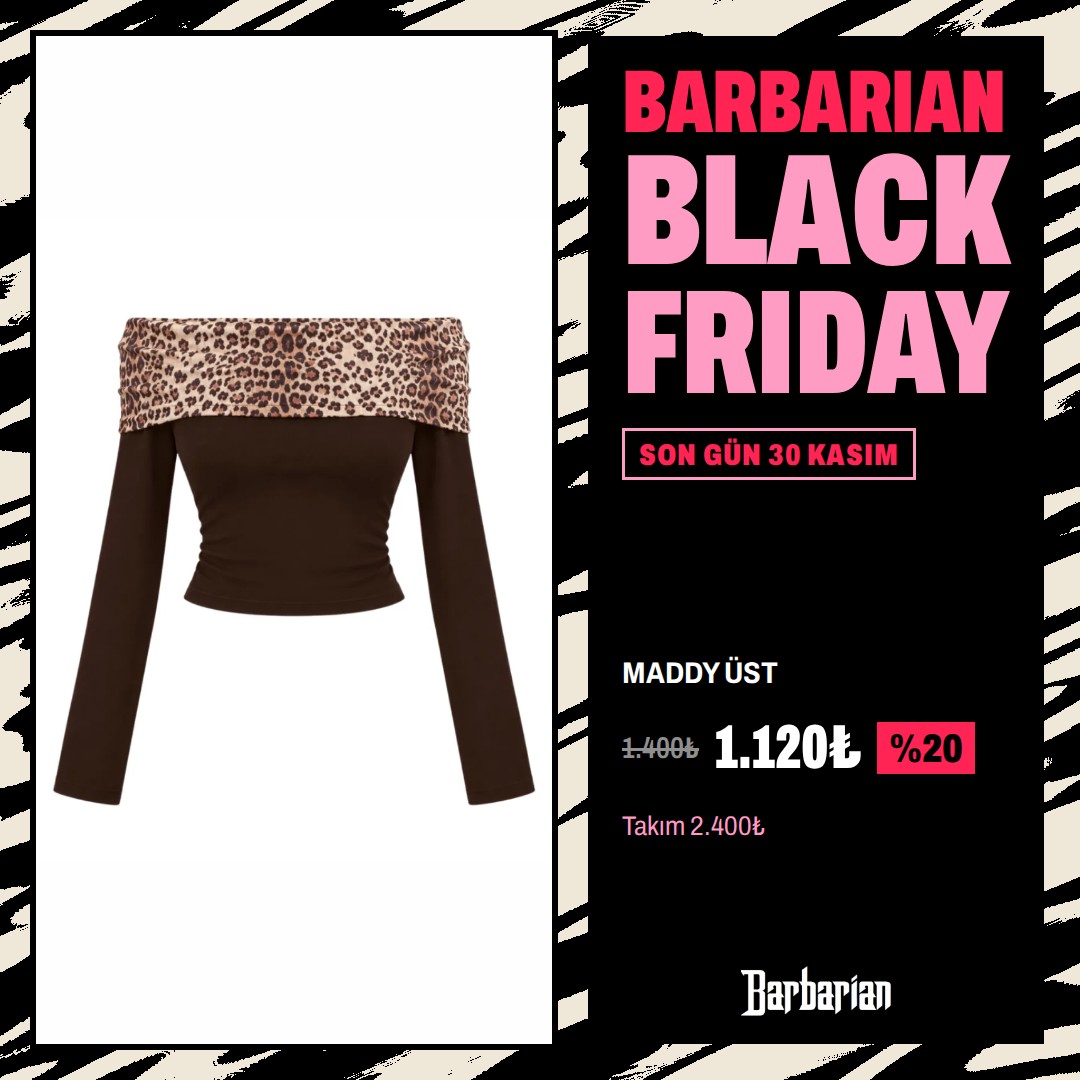 BARBARIAN
BLACK
FRIDAY
SON GÜN 30 KASIM
MADDY ÜST
1.400₺ 1.120₺ %20
Takım 2.400₺
Barbarian